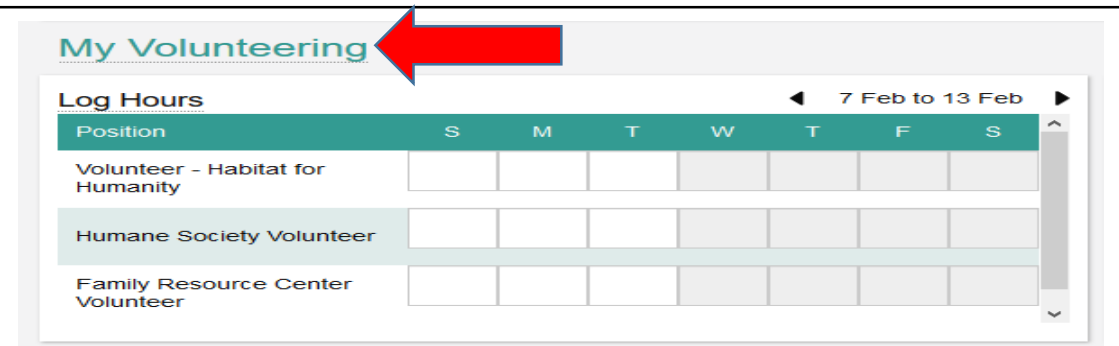 My Volunteering
Log Hours
7 Feb to 13 Feb
Position S M T W T F S
Volunteer - Habitat for
Humanity
Humane Society Volunteer
Family Resource Center
Volunteer